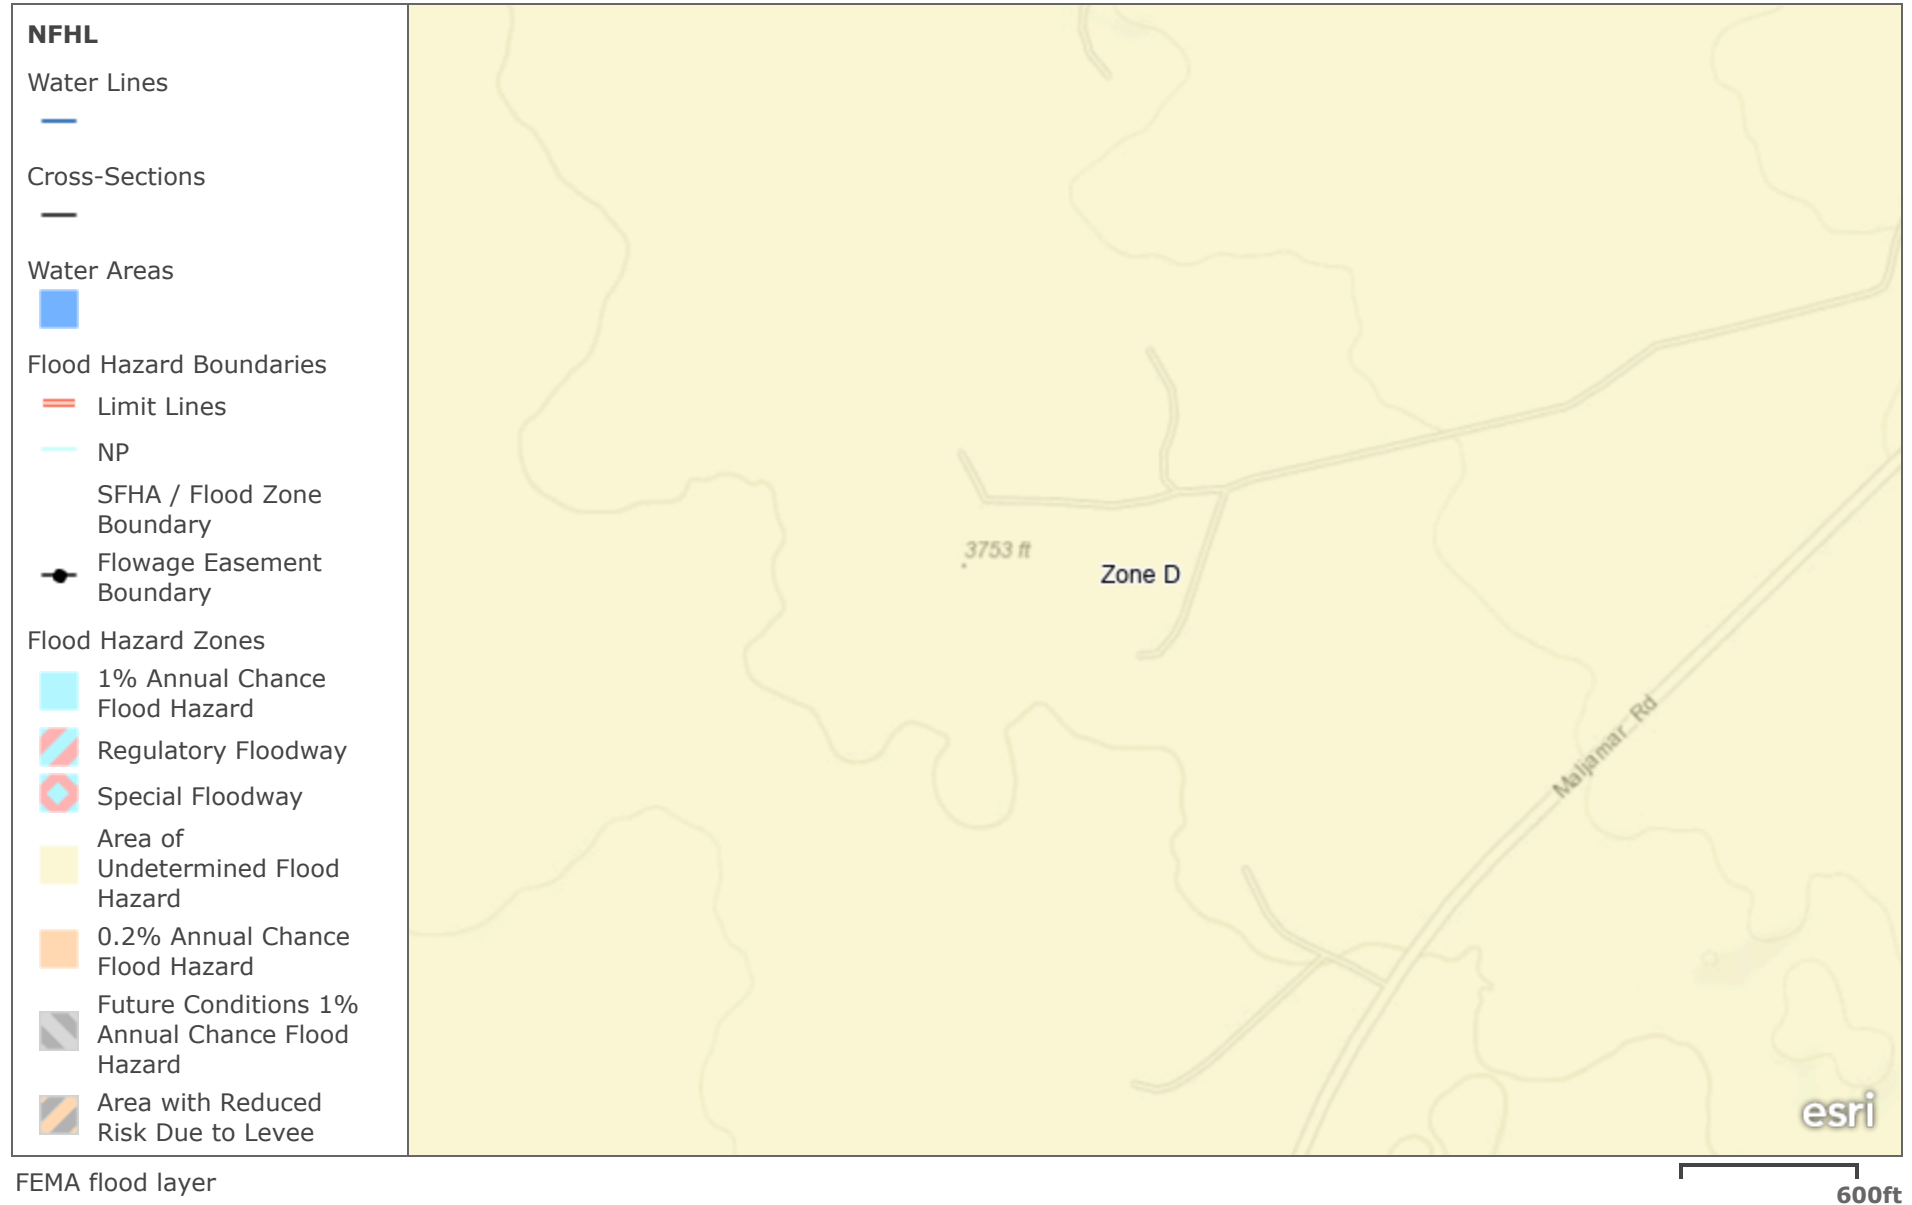 NFHL
Water Lines
Cross-Sections
Water Areas
Flood Hazard Boundaries
Limit Lines
NP
SFHA / Flood Zone
Boundary
Flowage Easement
Boundary
Flood Hazard Zones
1% Annual Chance
Flood Hazard
Regulatory Floodway
Special Floodway
Area of
Undetermined Flood
Hazard
0.2% Annual Chance
Flood Hazard
Future Conditions 1%
Annual Chance Flood
Hazard
Area with Reduced
Risk Due to Levee
3753 ft
Zone D
Maljamar Rd
esri
FEMA flood layer
600ft